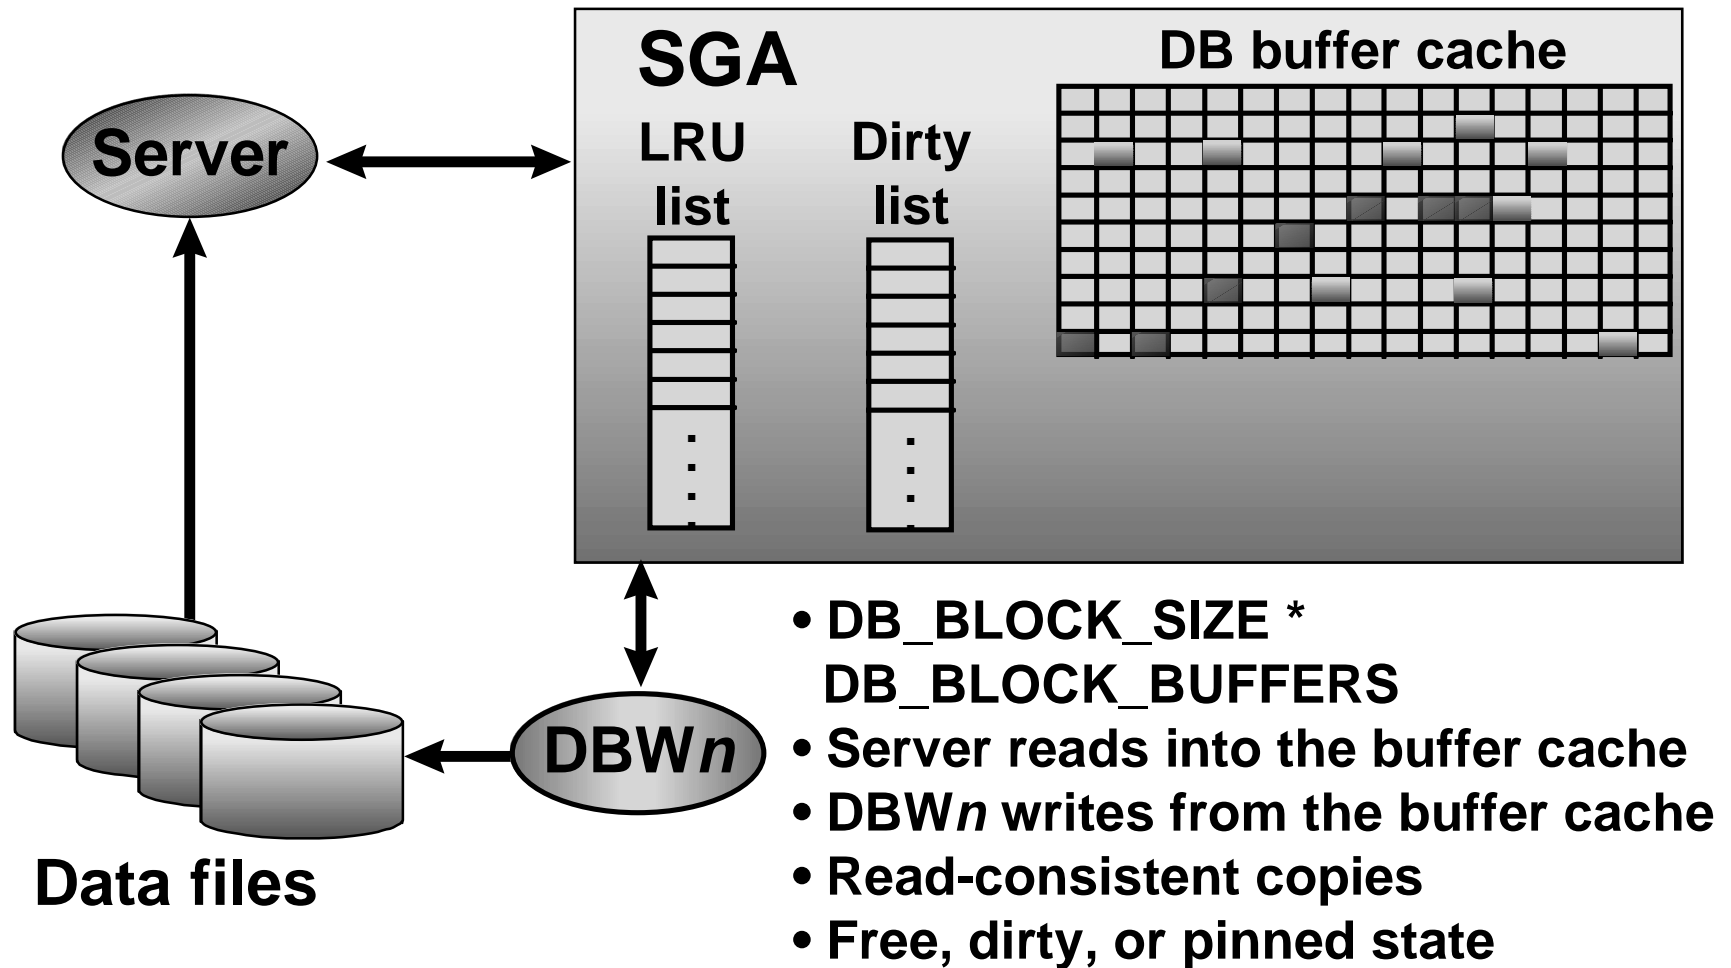 SGA
DB buffer cache
Server
LRU
list
Dirty
list
• DB_BLOCK_SIZE *
DB_BLOCK_BUFFERS
• Server reads into the buffer cache
• DBWn writes from the buffer cache
• Read-consistent copies
• Free, dirty, or pinned state
DBWn
Data files